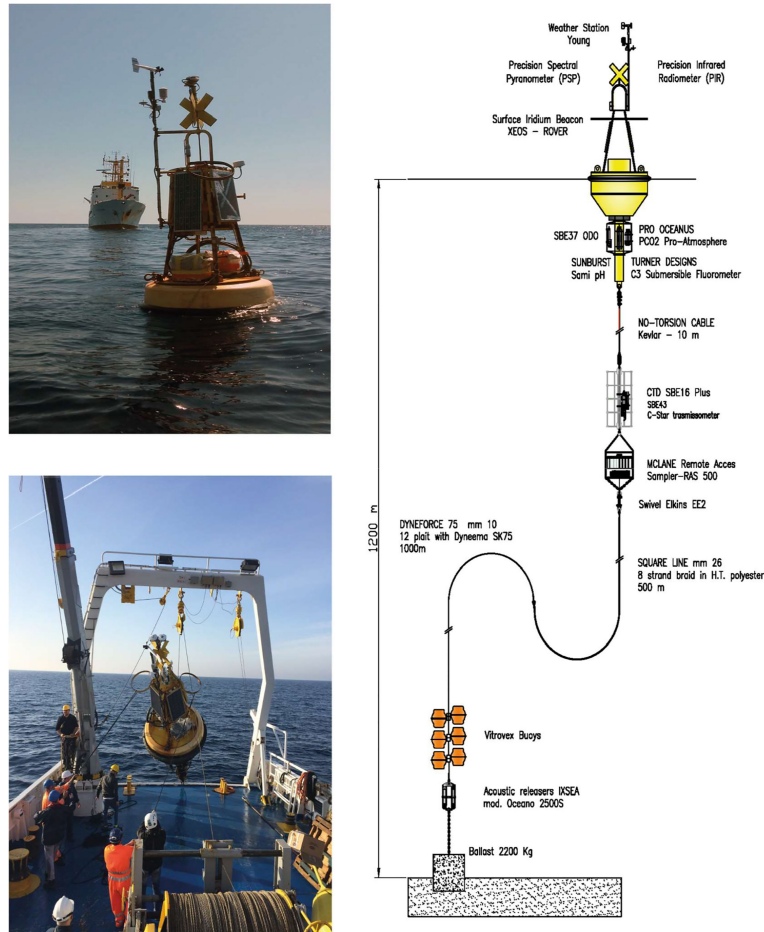 Weather Station
Young
Precision Spectral
Pyranometer (PSP)
Precision Infrared
Radiometer (PIR)
Surface Iridium Beacon
XEOS - ROVER
SBE37 ODO
PRO OCEANUS
PCO2 Pro-Atmosphere
SUNBURST
Sami pH
TURNER DESIGNS
C3 Submersible Fluorometer
NO-TORSION CABLE
Kevlar - 10 m
CTD SBE16 Plus
SBE43
C-Star trasmissometer
MCLANE Remote Acces
Sampler-RAS 500
Swivel Elkins EE2
1200 m
DYNEFORCE 75 mm 10
12 plait with Dyneema SK75
1000m
SQUARE LINE mm 26
8 strand braid in H.T. polyester
500 m
Vitrovex Buoys
Acoustic releasers IXSEA
mod. Oceano 2500S
Ballast 2200 Kg